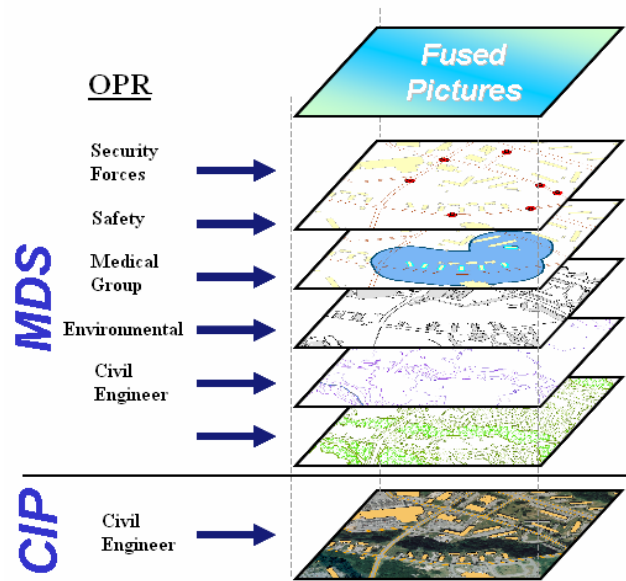 Fused
Pictures
OPR
Security
Forces
Safety
Medical
Group
Environmental
Civil
Engineer
MDS
Civil
Engineer
CIP